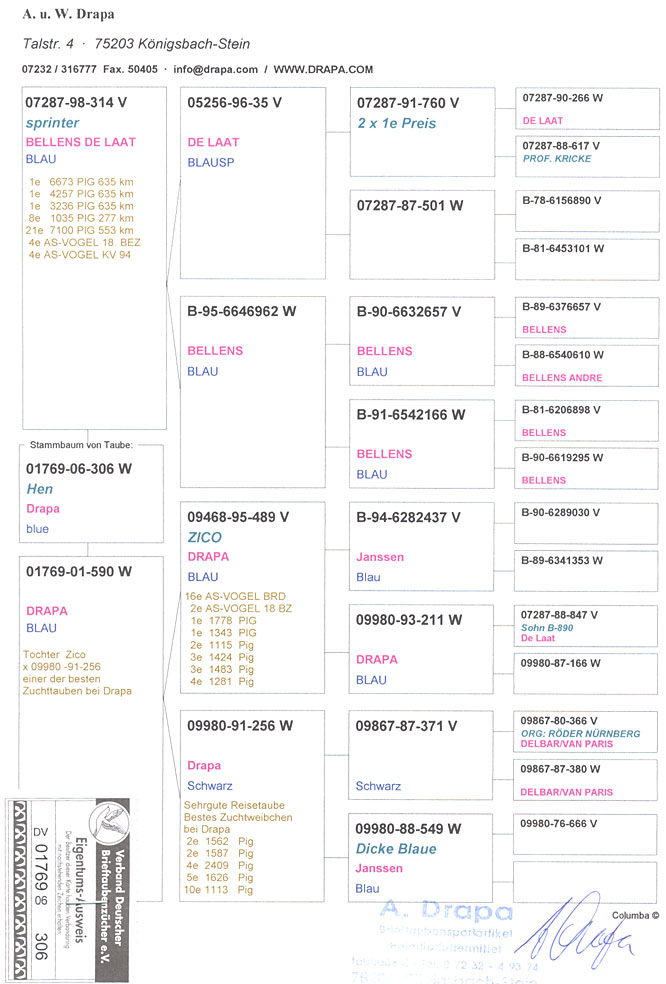 A. u. W. Drapa
Talstr. 4 · 75203 Königsbach-Stein
07232 / 316777 Fax. 50405 · info@drapa.com / WWW.DRAPA.COM
07287-98-314 V
sprinter
BELLENS DE LAAT
BLAU
1e 6673 PIG 635 km
1e 4257 PIG 635 km
1e 3236 PIG 635 km
8e 1035 PIG 277 km
21e 7100 PIG 553 km
4e AS-VOGEL 18. BEZ
4e AS-VOGEL KV 94
Stammbaum von Taube:
01769-06-306 W
Hen
Drapa
blue
01769-01-590 W
DRAPA
BLAU
Tochter Zico
x 09980 -91-256
einer der besten
Zuchttauben bei Drapa
05256-96-35 V
DE LAAT
BLAUSP
B-95-6646962 W
BELLENS
BLAU
09468-95-489 V
ZICO
DRAPA
BLAU
16e AS-VOGEL BRD
2e AS-VOGEL 18 BZ
1e 1778 PIG
1e 1343 PIG
2e 1115 Pig
3e 1424 Pig
3e 1483 Pig
4e 1281 Pig
09980-91-256 W
Drapa
Schwarz
Sehrgute Reisetaube
Bestes Zuchtweibchen
bei Drapa
2e 1562 Pig
2e 1587 Pig
4e 2409 Pig
5e 1626 Pig
10e 1113 Pig
07287-91-760 V
2 x 1e Preis
07287-87-501 W
B-90-6632657 V
BELLENS
BLAU
B-91-6542166 W
BELLENS
BLAU
B-94-6282437 V
Janssen
Blau
09980-93-211 W
DRAPA
BLAU
09867-87-371 V
Schwarz
09980-88-549 W
Dicke Blaue
Janssen
Blau
07287-90-266 W
DE LAAT
07287-88-617 V
PROF. KRICKE
B-78-6156890 V
B-81-6453101 W
B-89-6376657 V
BELLENS
B-88-6540610 W
BELLENS ANDRE
B-81-6206898 V
BELLENS
B-90-6619295 W
BELLENS
B-90-6289030 V
B-89-6341353 W
07287-88-847 V
Sohn B-890
De Laat
09980-87-166 W
09867-80-366 V
ORG: RÖDER NÜRNBERG
DELBAR/VAN PARIS
09867-87-380 W
DELBAR/VAN PARIS
09980-76-666 V
Columba ©
Verband Deutscher
Brieftaubenzücher e.V.
Eigentums-Ausweis
Der Besitzer dieser Karte ist laut Verbandsring
mit nachstehenden Zeichen erhalten.
DV 01769 06 306
A. Drapa
Brieftaubensportartikel